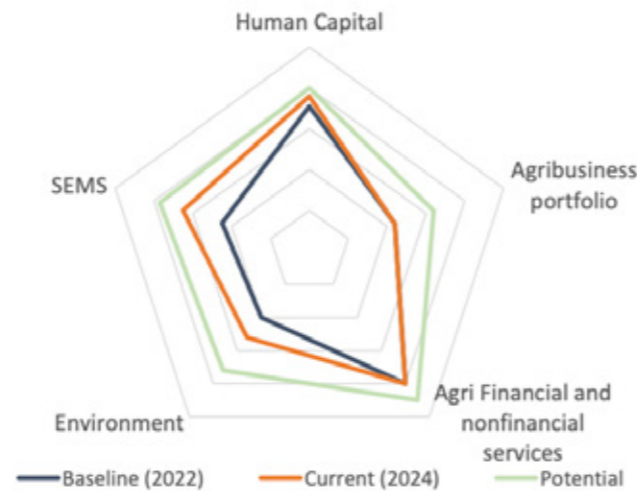 Human Capital
Agribusiness
portfolio
SEMS
Agri Financial and
nonfinancial
services
Environment
Baseline (2022)
Current (2024)
Potential